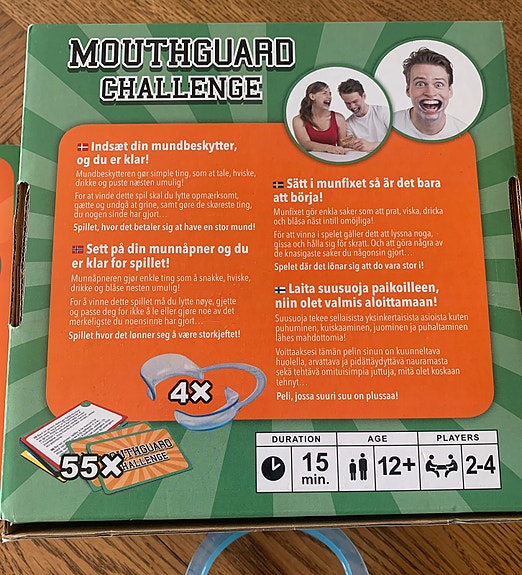 MOUTHGUARD
CHALLENGE
Indsæt din mundbeskytter,
og du er klar!
Mundbeskytteren gør simple ting, som at tale, hviske,
drikke og puste næsten umulig!
For at vinde dette spil skal du lytte opmærksomt,
gætte og undgå at grine, samt gøre de skøreste ting,
du nogen sinde har gjort...
Spillet, hvor det betaler sig at have en stor mund!
Sett på din munnåpner og du
er klar for spillet!
Munnåpneren gjør enkle ting som å snakke, hviske,
drikke og blåse nesten umulig!
For å vinne dette spillet må du lytte nøye, gjette
og passe deg for ikke å le eller gjøre noe av det
merkeligste du noensinne har gjort...
Spillet hvor det lønner seg å være storkjeftet!
Sätt i munfixet så är det bara
att börja!
Munfixet gör enkla saker som att prat, viska, dricka
och blåsa näst intill omöjliga!
För att vinna i spelet gäller det att lyssna noga,
gissa och hålla sig för skratt. Och att göra några av
de knasigaste saker du någonsin gjort...
Spelet där det lönar sig att du vara stor i!
Laita suusuoja paikoilleen,
niin olet valmis aloittamaan!
Suusuoja tekee sellaisista yksinkertaisista asioista kuten
puhuminen, kuiskaaminen, juominen ja puhaltaminen
lähes mahdottomia!
Voittaaksesi tämän pelin sinun on kuunneltava
huolella, arvattava ja pidättäydyttävä nauramasta
sekä tehtävä omituisimpia juttuja, mitä olet koskaan
tehnyt...
Peli, jossa suuri suu on plussaa!
4X
55X
MOUTHGUARD
CHALLENGE
DURATION
AGE
PLAYERS
15
min.
12+
2-4